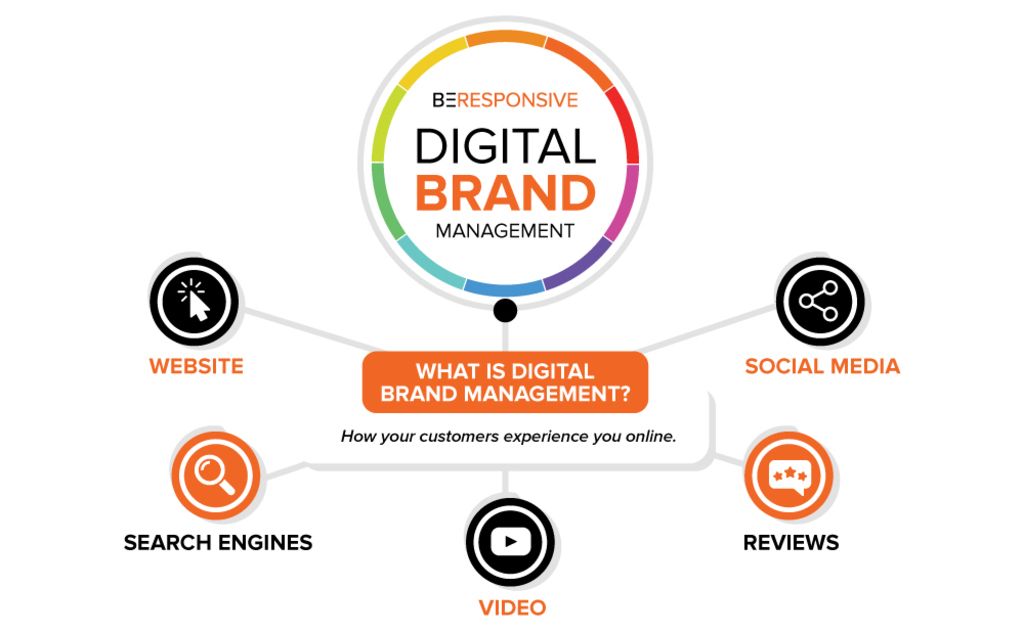 BERESPONSIVE
DIGITAL
BRAND
MANAGEMENT
WEBSITE
SOCIAL MEDIA
WHAT IS DIGITAL
BRAND MANAGEMENT?
How your customers experience you online.
SEARCH ENGINES
REVIEWS
VIDEO